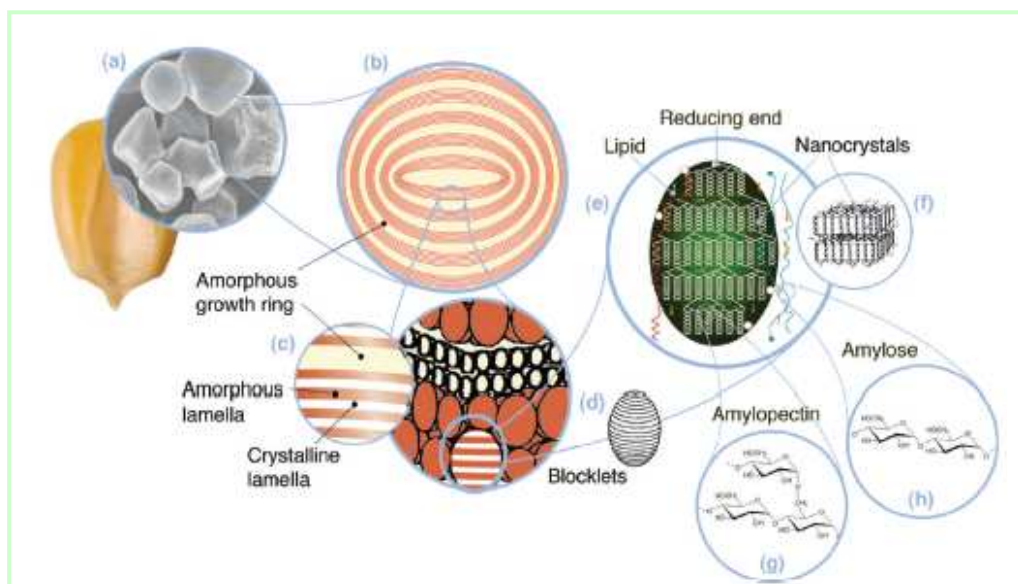 (a)
(b)
Reducing end
Lipid
Nanocrystals
(e)
(f)
Amorphous
growth ring
(c)
Amorphous
lamella
Crystalline
lamella
(d)
Blocklets
Amylose
Amylopectin
(h)
(g)